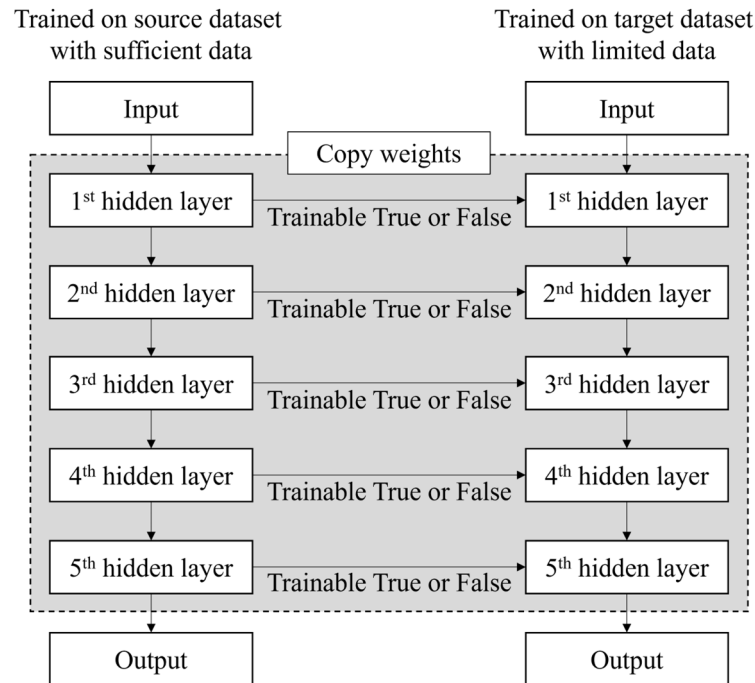 Trained on source dataset
with sufficient data
Trained on target dataset
with limited data
Input
Input
Copy weights
1st hidden layer
Trainable True or False
1st hidden layer
2nd hidden layer
Trainable True or False
2nd hidden layer
3rd hidden layer
Trainable True or False
3rd hidden layer
4th hidden layer
Trainable True or False
4th hidden layer
5th hidden layer
Trainable True or False
5th hidden layer
Output
Output